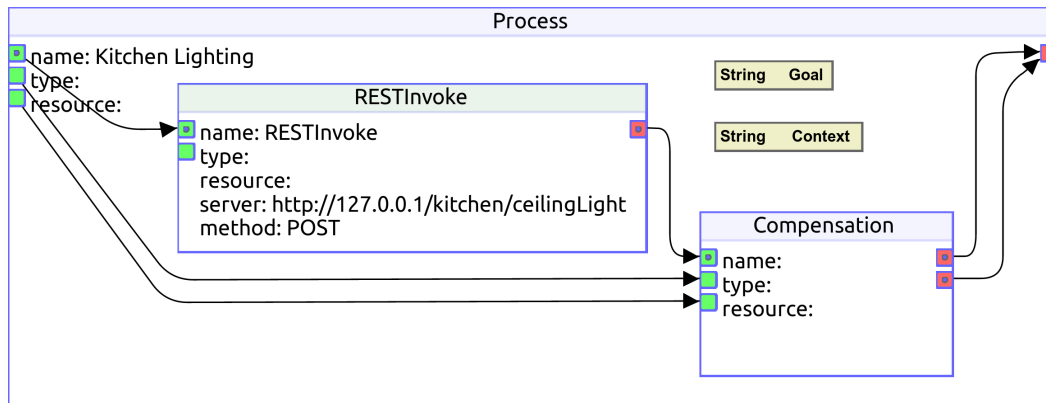 Process
name: Kitchen Lighting
type:
resource:
RESTInvoke
name: RESTInvoke
type:
resource:
server: http://127.0.0.1/kitchen/ceilingLight
method: POST
String Goal
String Context
Compensation
name:
type:
resource: